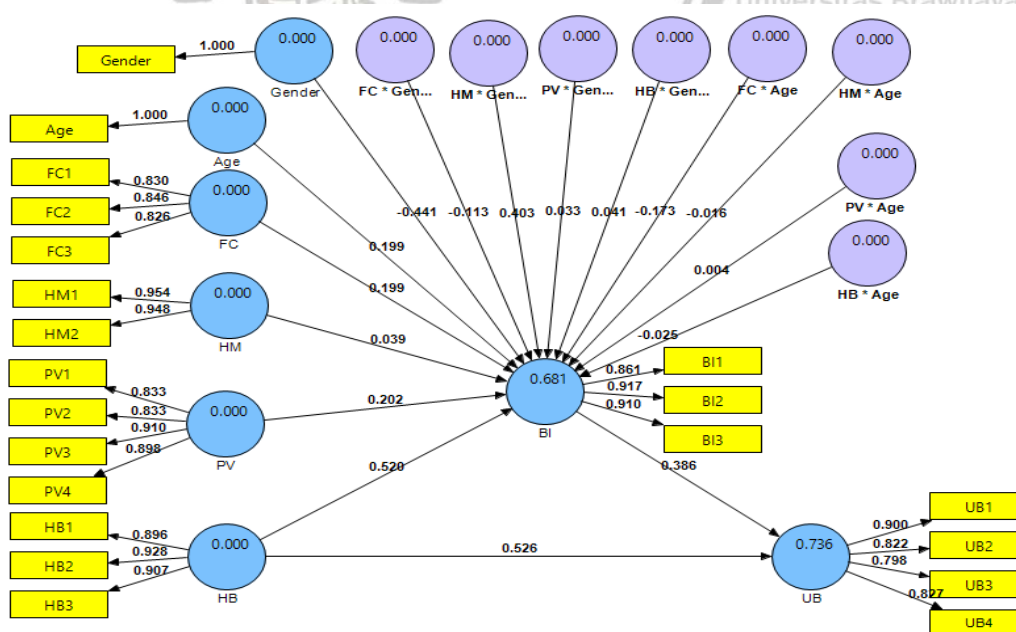 Universitas Brawijaya
0.000
0.000
0.000
0.000
0.000
0.000
0.000
Gender
1.000
Gender
FC * Gen...
HM * Gen...
PV * Gen...
HB * Gen...
FC * Age
HM * Age
0.000
Age
1.000
Age
0.000
PV * Age
FC1
FC2
FC3
0.830
0.846
0.826
0.000
FC
-0.441
-0.113
0.403
0.033
0.041
-0.173
-0.016
0.000
HB * Age
0.199
0.199
0.004
HM1
HM2
0.954
0.948
0.000
HM
0.039
-0.025
0.681
BI
0.861
0.917
0.910
BI1
BI2
BI3
PV1
PV2
PV3
PV4
0.833
0.833
0.910
0.898
0.000
PV
0.202
0.520
0.386
HB1
HB2
HB3
0.896
0.928
0.907
0.000
HB
0.526
0.736
UB
0.900
0.822
0.798
0.827
UB1
UB2
UB3
UB4